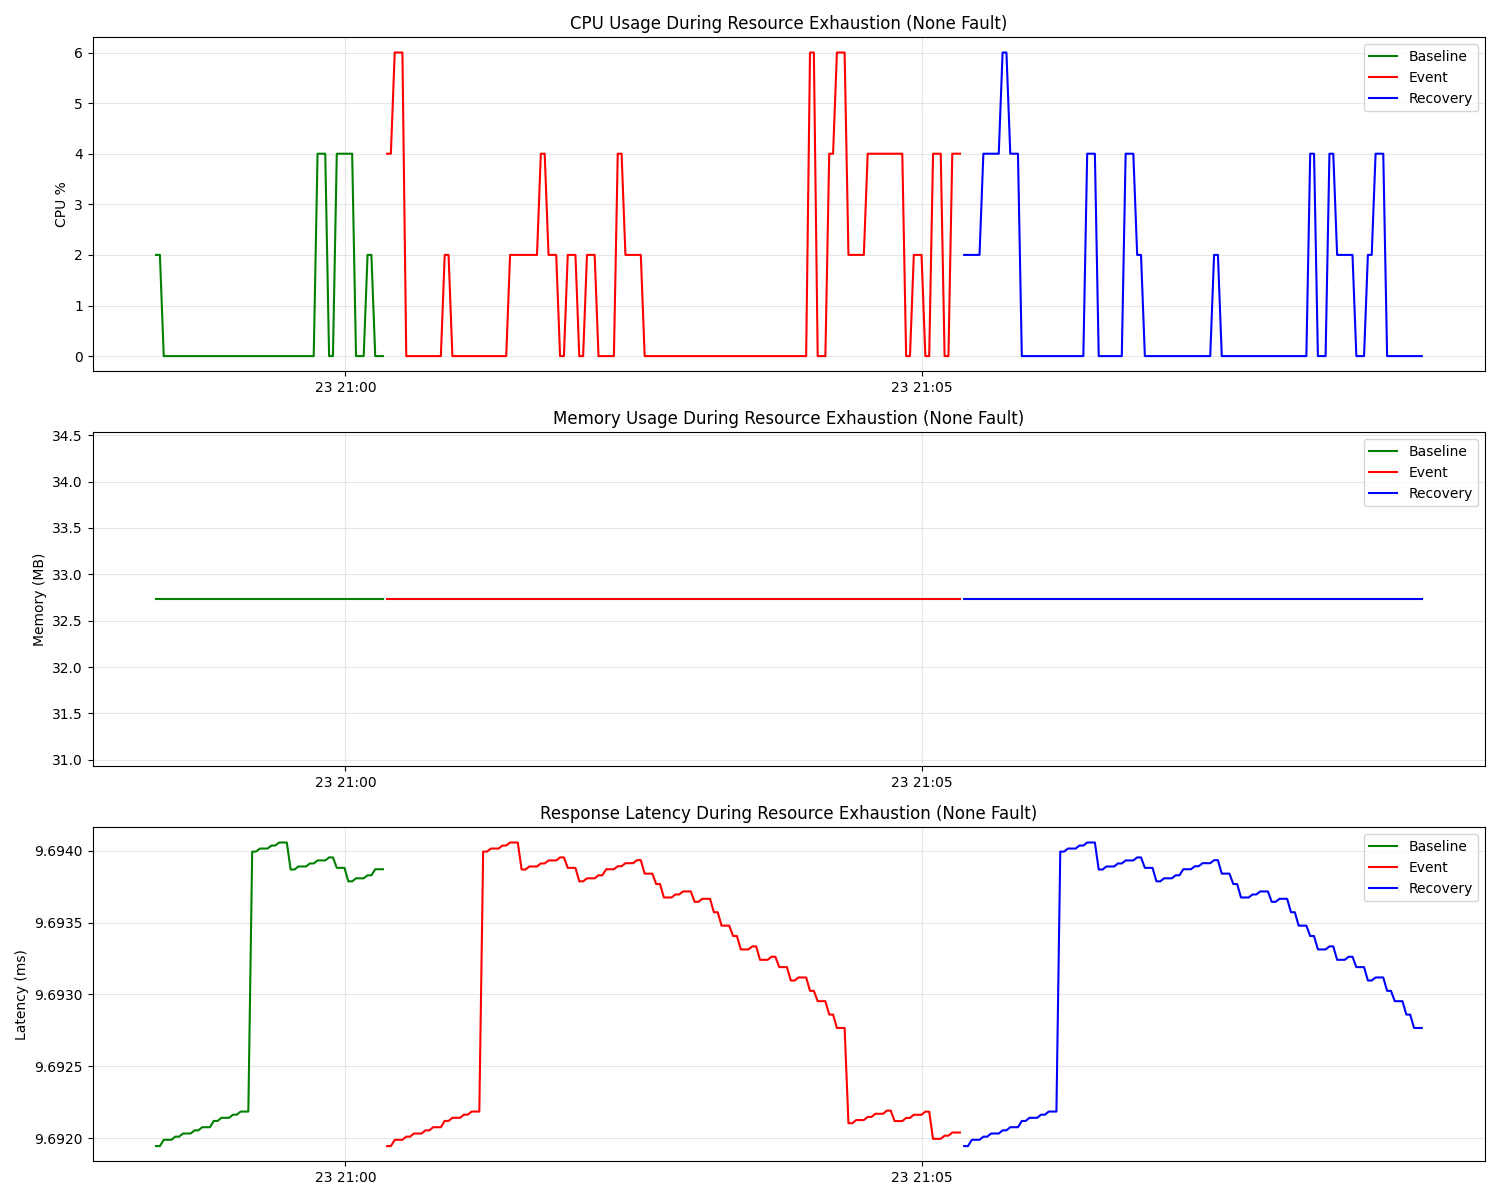 CPU Usage During Resource Exhaustion (None Fault)
CPU %
6
5
4
3
2
1
0
Baseline
Event
Recovery
23 21:00
23 21:05
Memory Usage During Resource Exhaustion (None Fault)
Memory (MB)
34.5
34.0
33.5
33.0
32.5
32.0
31.5
31.0
Baseline
Event
Recovery
23 21:00
23 21:05
Response Latency During Resource Exhaustion (None Fault)
Latency (ms)
9.6940
9.6935
9.6930
9.6925
9.6920
Baseline
Event
Recovery
23 21:00
23 21:05